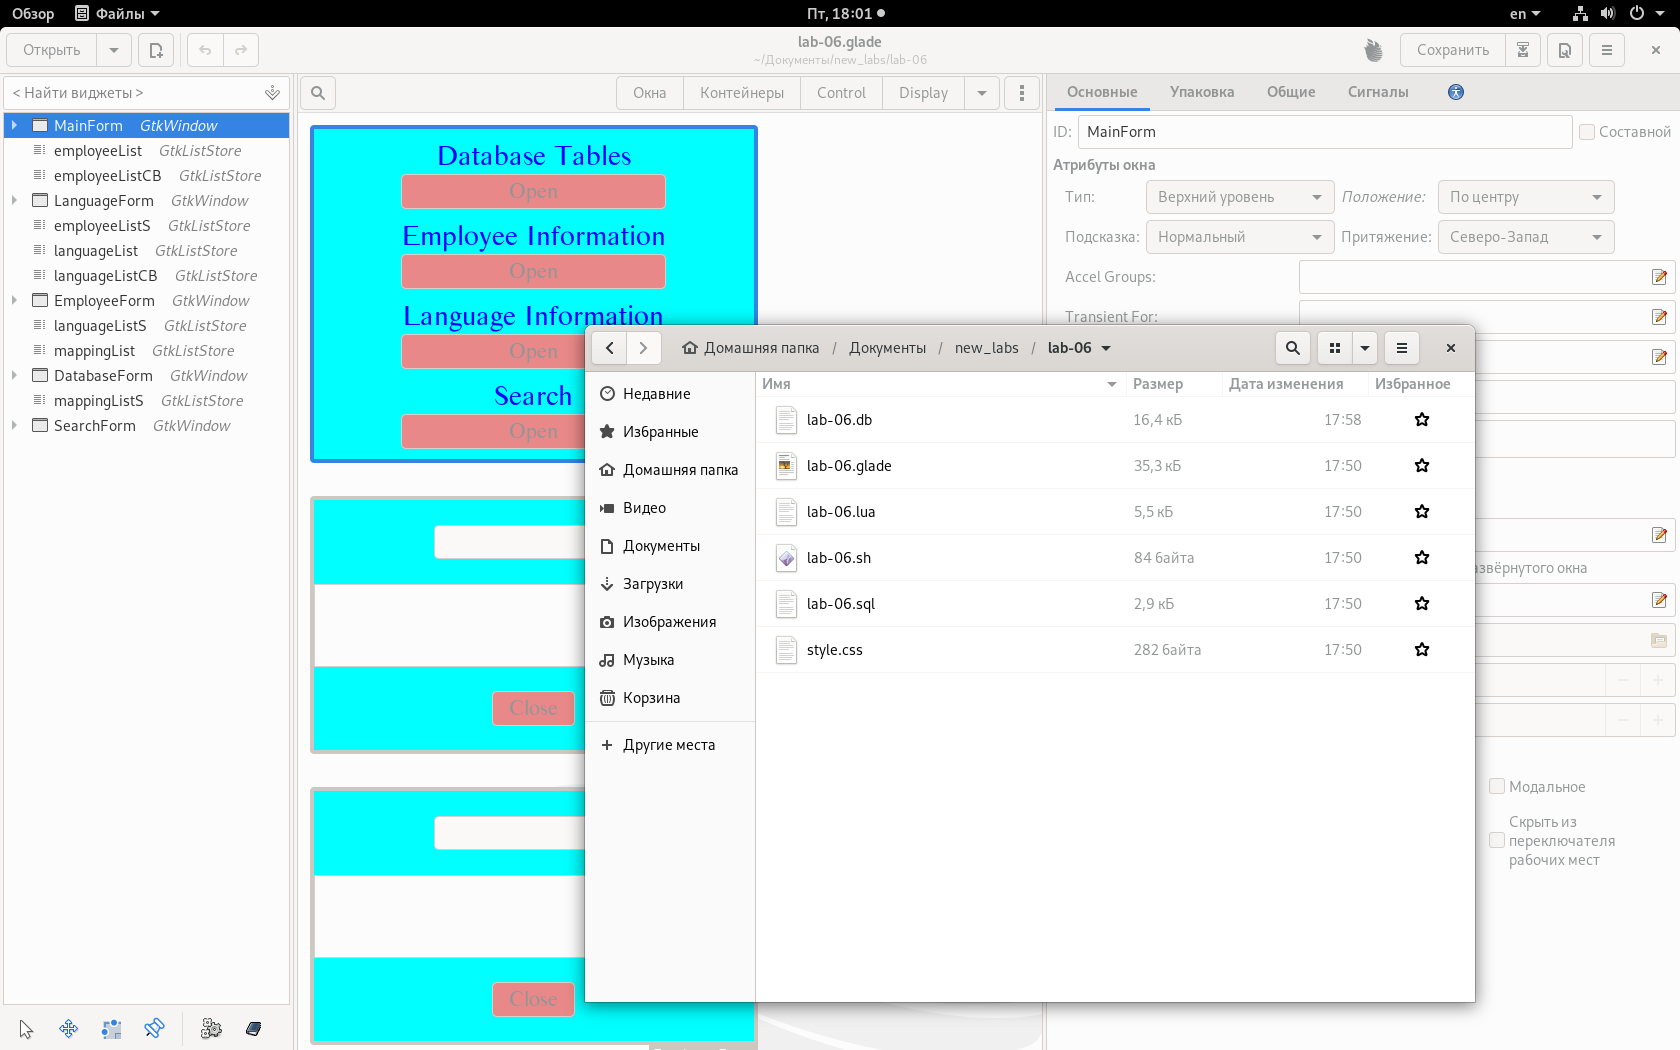 Обзор Файлы Пт, 18:01 en
Открыть lab-06.glade Сохранить
~/Документы/new_labs/lab-06
< Найти виджеты > Окна Контейнеры Control Display
Основные Упаковка Общие Сигналы
MainForm GtkWindow
employeeList GtkListStore
employeeListCB GtkListStore
LanguageForm GtkWindow
employeeListS GtkListStore
languageList GtkListStore
languageListCB GtkListStore
EmployeeForm GtkWindow
languageListS GtkListStore
mappingList GtkListStore
DatabaseForm GtkWindow
mappingListS GtkListStore
SearchForm GtkWindow
Database Tables
Open
Employee Information
Open
Language Information
Open
Search
Open
Close
Close
ID: MainForm Составной
Атрибуты окна
Тип: Верхний уровень Положение: По центру
Подсказка: Нормальный Притяжение: Северо-Запад
Accel Groups:
Transient For:
азвёрнутого окна
Модальное
Скрыть из
переключателя
рабочих мест
Домашняя папка / Документы / new_labs / lab-06
Недавние
Избранные
Домашняя папка
Видео
Документы
Загрузки
Изображения
Музыка
Корзина
Другие места
Имя Размер Дата изменения Избранное
lab-06.db 16,4 кБ 17:58
lab-06.glade 35,3 кБ 17:50
lab-06.lua 5,5 кБ 17:50
lab-06.sh 84 байта 17:50
lab-06.sql 2,9 кБ 17:50
style.css 282 байта 17:50